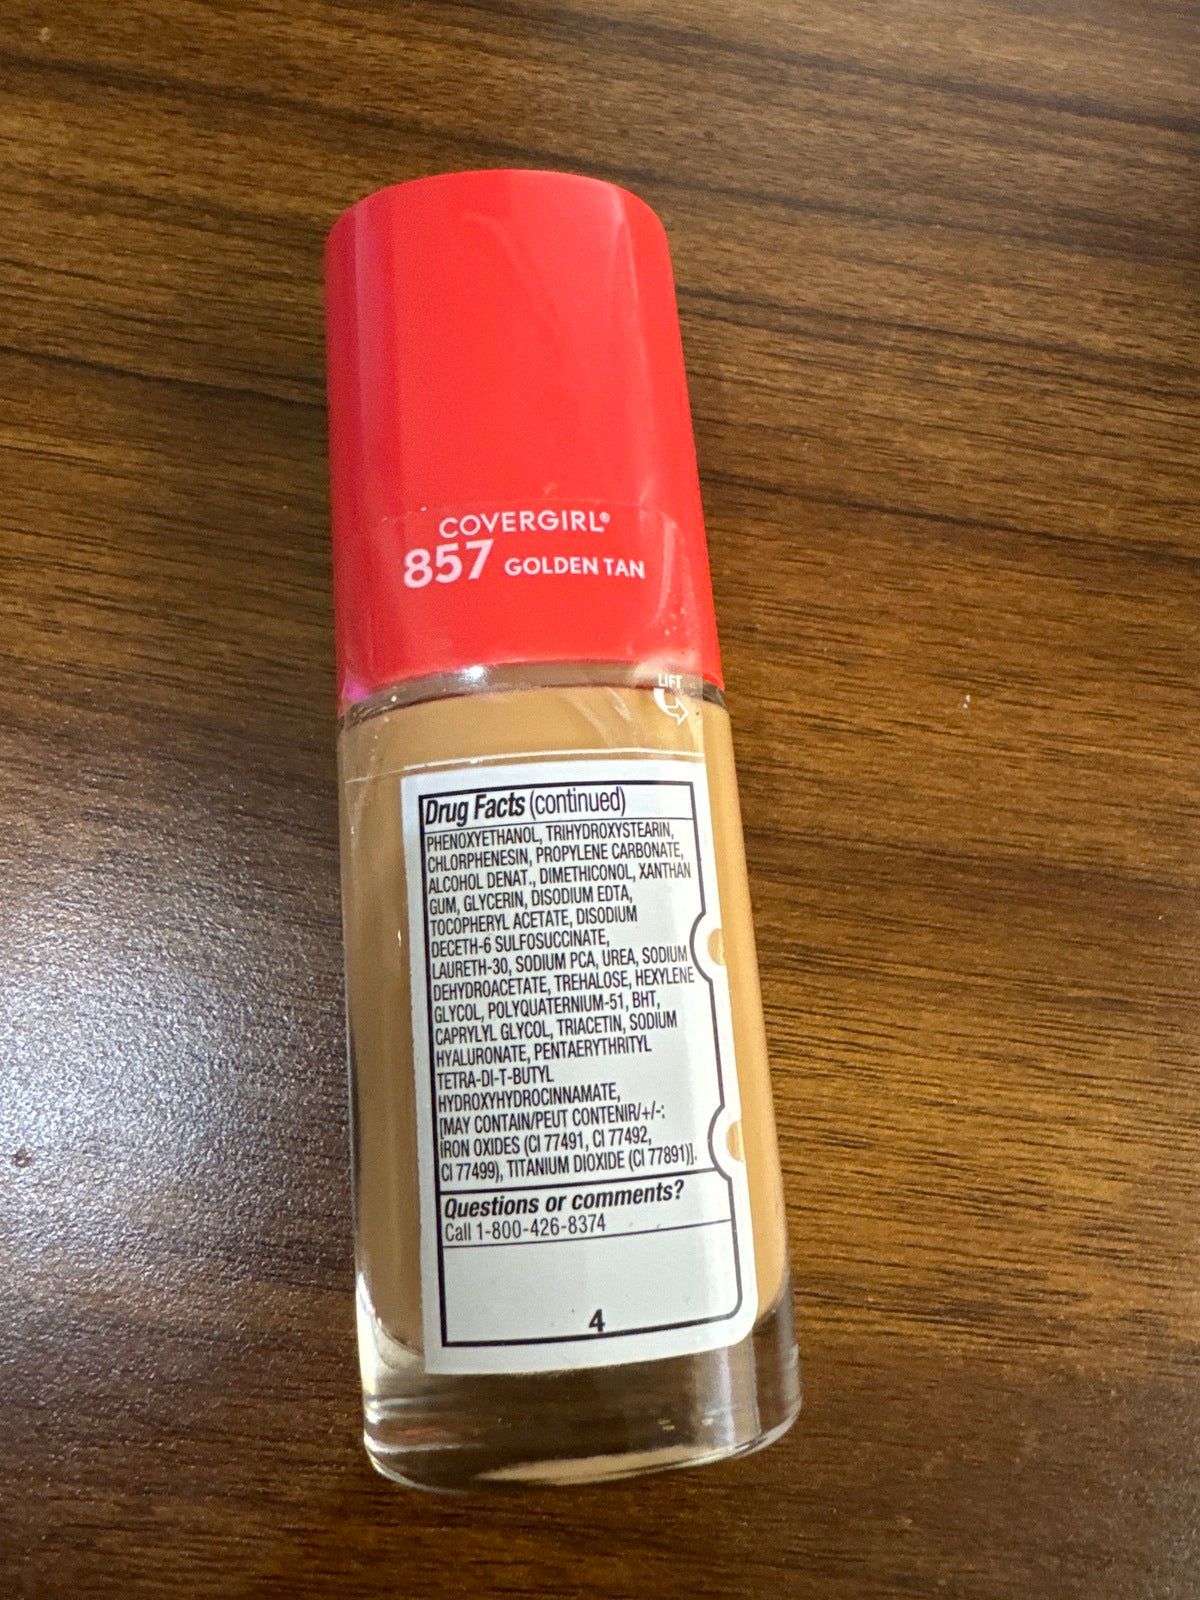 COVERGIRL®
857 GOLDEN TAN
LIFT
Drug Facts (continued)
PHENOXYETHANOL, TRIHYDROXYSTEARIN,
CHLORPHENESIN, PROPYLENE CARBONATE,
ALCOHOL DENAT., DIMETHICONOL, XANTHAN
GUM, GLYCERIN, DISODIUM EDTA,
TOCOPHERYL ACETATE, DISODIUM
DECETH-6 SULFOSUCCINATE,
LAURETH-30, SODIUM PCA, UREA, SODIUM
DEHYDROACETATE, TREHALOSE, HEXYLENE
GLYCOL, POLYQUATERNIUM-51, BHT,
CAPRYLYL GLYCOL, TRIACETIN, SODIUM
HYALURONATE, PENTAERYTHRITYL
TETRA-DI-T-BUTYL
HYDROXYHYDROCINNAMATE,
[MAY CONTAIN/PEUT CONTENIR/+/-:
IRON OXIDES (CI 77491, CI 77492,
CI 77499), TITANIUM DIOXIDE (CI 77891)].
Questions or comments?
Call 1-800-426-8374
4